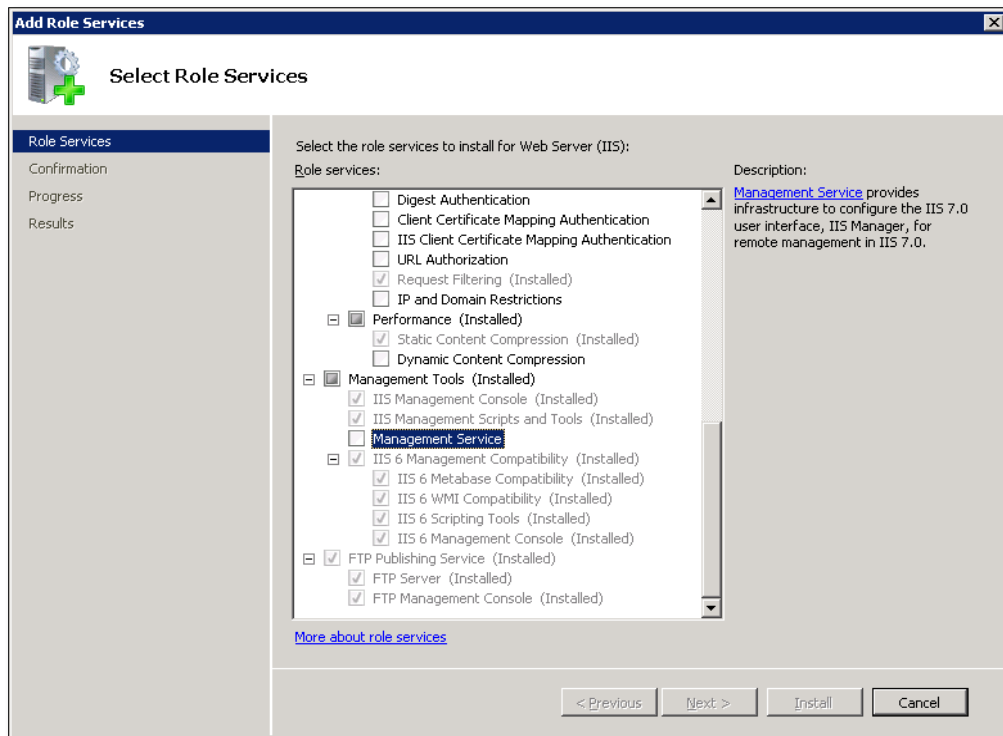 Add Role Services
Select Role Services
Role Services
Confirmation
Progress
Results
Select the role services to install for Web Server (IIS):
Role services:
Digest Authentication
Client Certificate Mapping Authentication
IIS Client Certificate Mapping Authentication
URL Authorization
Request Filtering (Installed)
IP and Domain Restrictions
Performance (Installed)
Static Content Compression (Installed)
Dynamic Content Compression
Management Tools (Installed)
IIS Management Console (Installed)
IIS Management Scripts and Tools (Installed)
Management Service
IIS 6 Management Compatibility (Installed)
IIS 6 Metabase Compatibility (Installed)
IIS 6 WMI Compatibility (Installed)
IIS 6 Scripting Tools (Installed)
IIS 6 Management Console (Installed)
FTP Publishing Service (Installed)
FTP Server (Installed)
FTP Management Console (Installed)
More about role services
Description:
Management Service provides
infrastructure to configure the IIS 7.0
user interface, IIS Manager, for
remote management in IIS 7.0.
< Previous
Next >
Install
Cancel